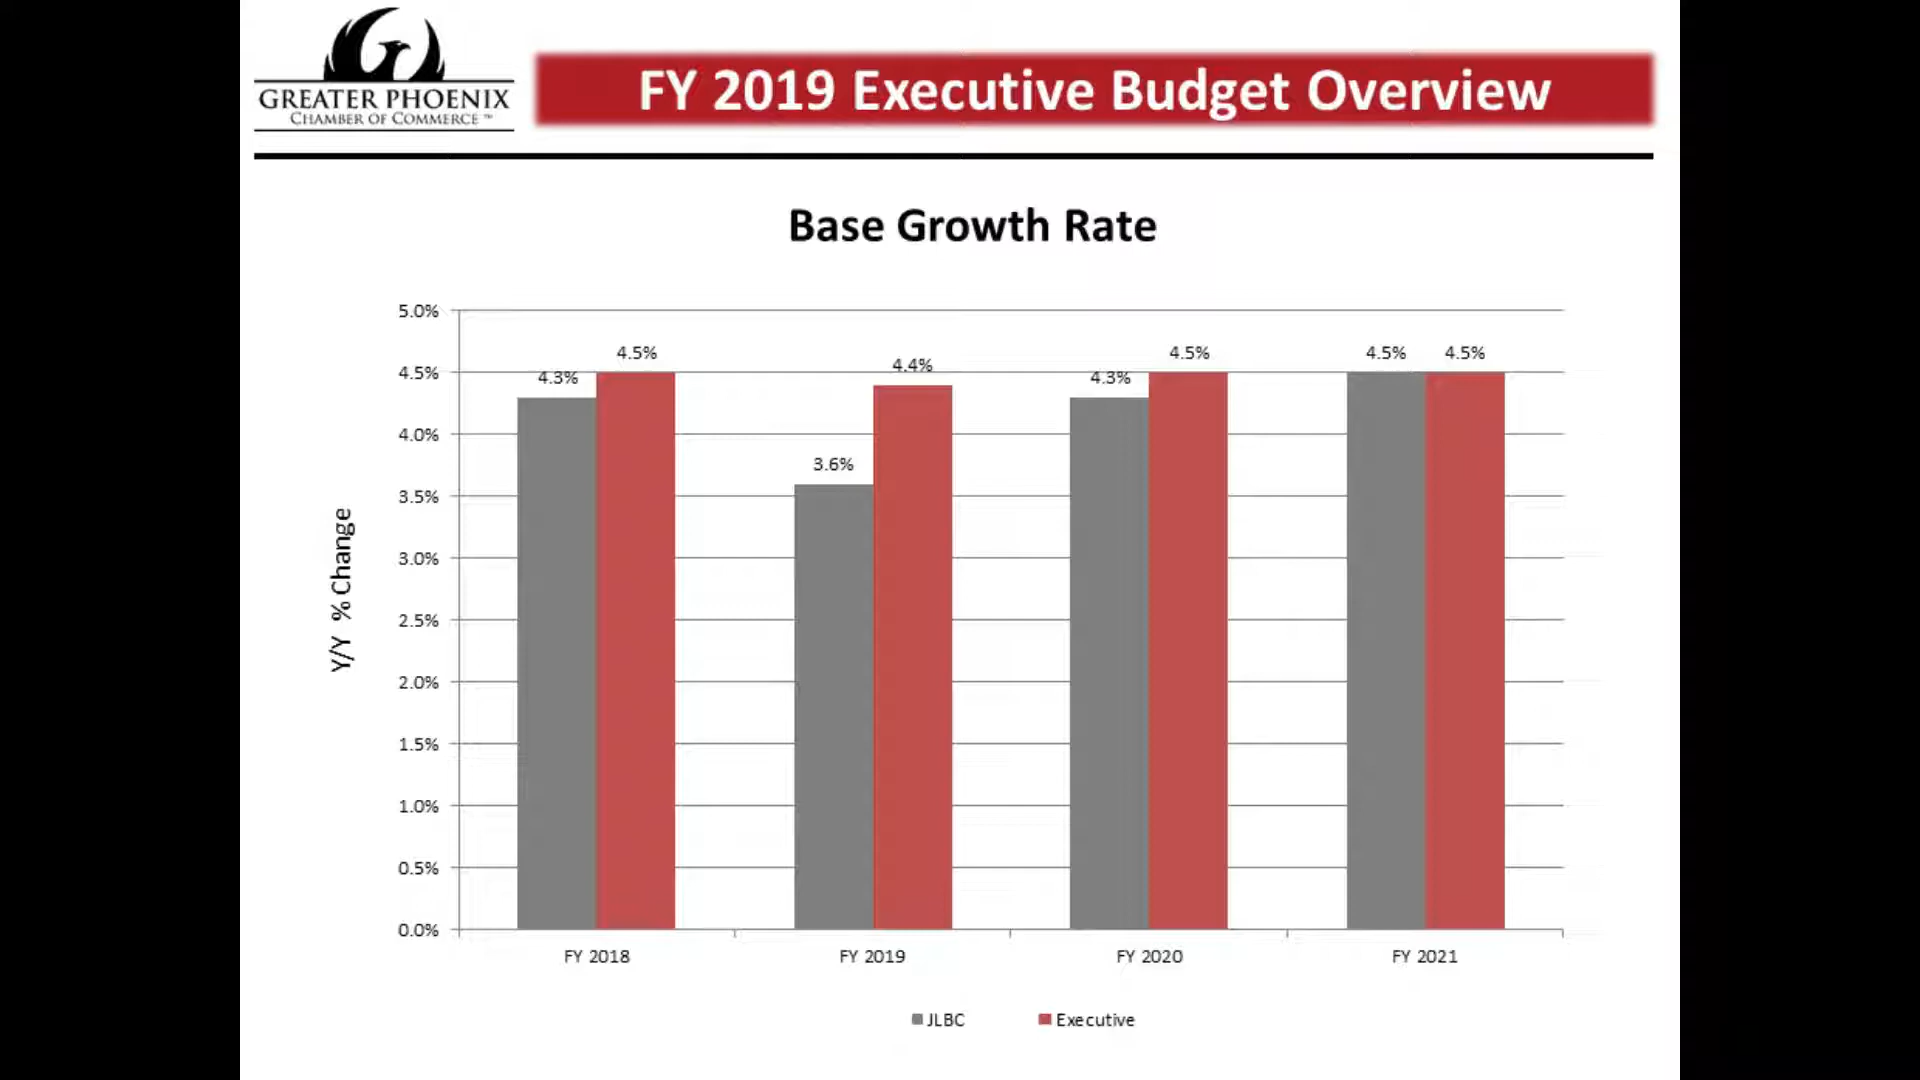 GREATER PHOENIX
CHAMBER OF COMMERCE ™
FY 2019 Executive Budget Overview
Base Growth Rate
Y/Y % Change
5.0%
4.5%
4.0%
3.5%
3.0%
2.5%
2.0%
1.5%
1.0%
0.5%
0.0%
4.3%
4.5%
3.6%
4.4%
4.3%
4.5%
4.5%
4.5%
FY 2018
FY 2019
FY 2020
FY 2021
JLBC
Executive